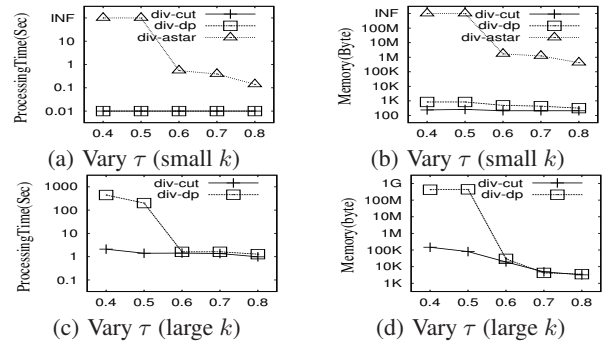 ProcessingTime(Sec)
INF
10
1
0.1
0.01
div-cut
div-dp
div-astar
0.4 0.5 0.6 0.7 0.8
(a) Vary τ (small k)
Memory(Byte)
INF
100M
10M
1M
100K
10K
1K
100
div-cut
div-dp
div-astar
0.4 0.5 0.6 0.7 0.8
(b) Vary τ (small k)
ProcessingTime(Sec)
1000
100
10
1
0.1
div-cut
div-dp
0.4 0.5 0.6 0.7 0.8
(c) Vary τ (large k)
Memory(byte)
1G
100M
10M
1M
100K
10K
1K
div-cut
div-dp
0.4 0.5 0.6 0.7 0.8
(d) Vary τ (large k)